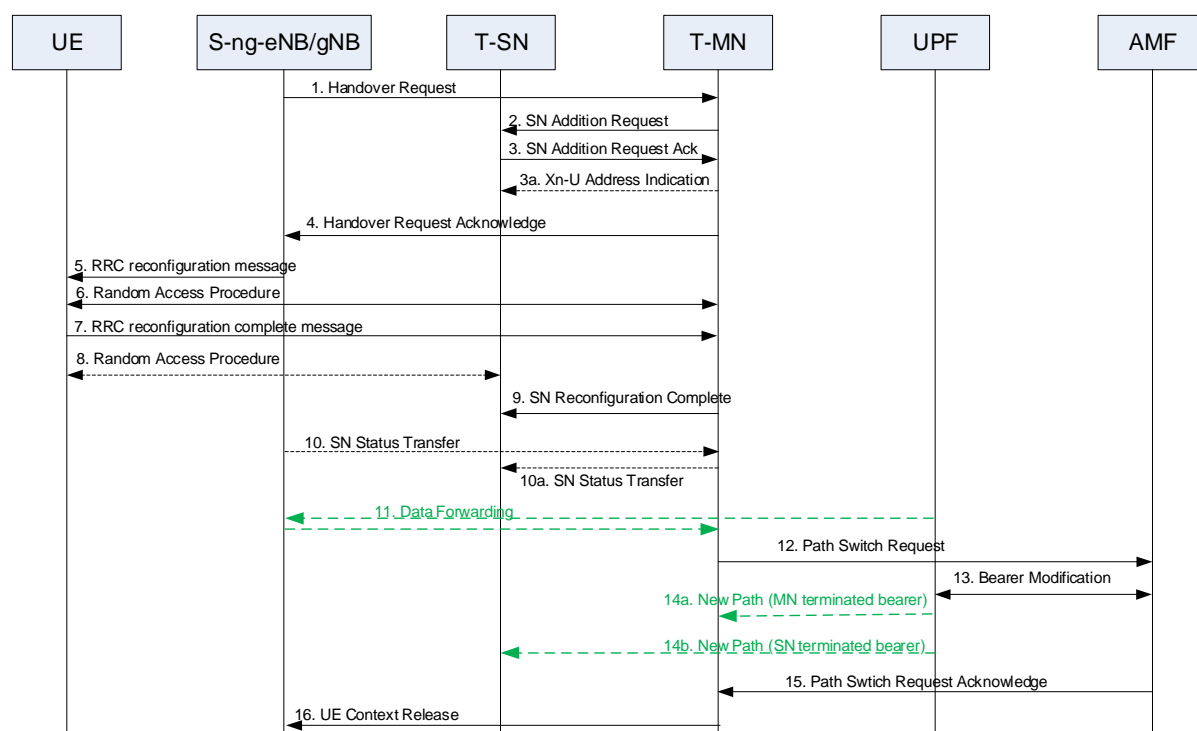 UE
S-ng-eNB/gNB
T-SN
T-MN
UPF
AMF
1. Handover Request
2. SN Addition Request
3. SN Addition Request Ack
3a. Xn-U Address Indication
4. Handover Request Acknowledge
5. RRC reconfiguration message
6. Random Access Procedure
7. RRC reconfiguration complete message
8. Random Access Procedure
9. SN Reconfiguration Complete
10. SN Status Transfer
10a. SN Status Transfer
11. Data Forwarding
12. Path Switch Request
13. Bearer Modification
14a. New Path (MN terminated bearer)
14b. New Path (SN terminated bearer)
15. Path Swtich Request Acknowledge
16. UE Context Release